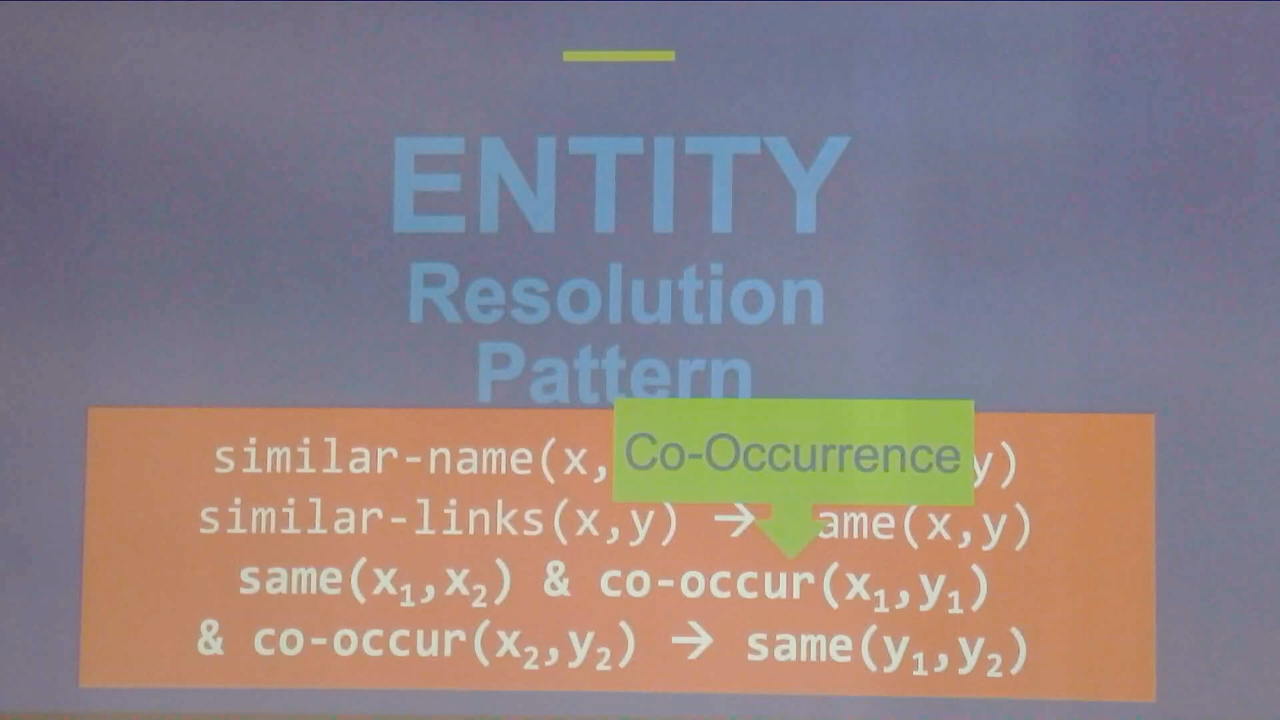 ENTITY
Resolution
Pattern
Co-Occurrence
similar-name(x, y)
similar-links(x,y) → ame(x,y)
same(x₁,x₂) & co-occur(x₁,y₁)
& co-occur(x₂,y₂) → same(y₁,y₂)